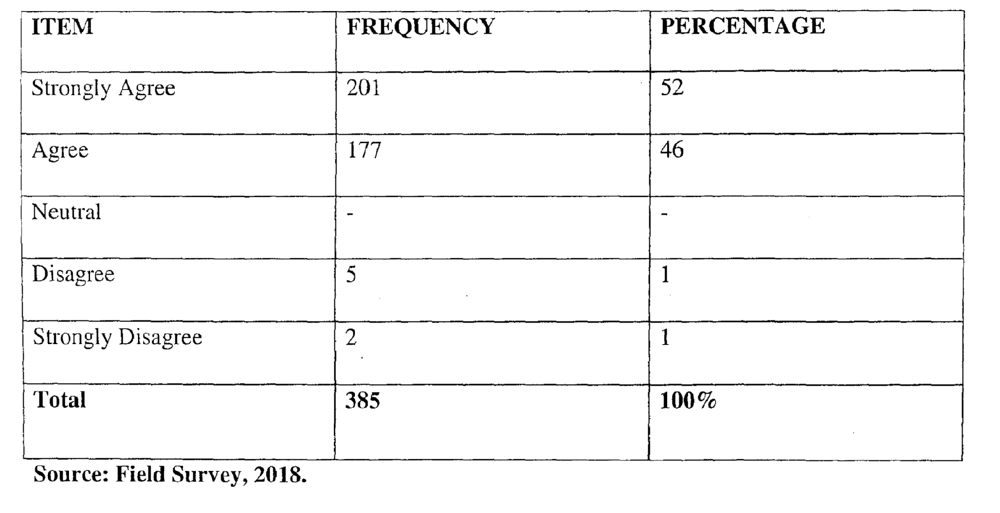 ITEM FREQUENCY PERCENTAGE
Strongly Agree 201 52
Agree 177 46
Neutral - -
Disagree 5 1
Strongly Disagree 2 1
Total 385 100%
Source: Field Survey, 2018.